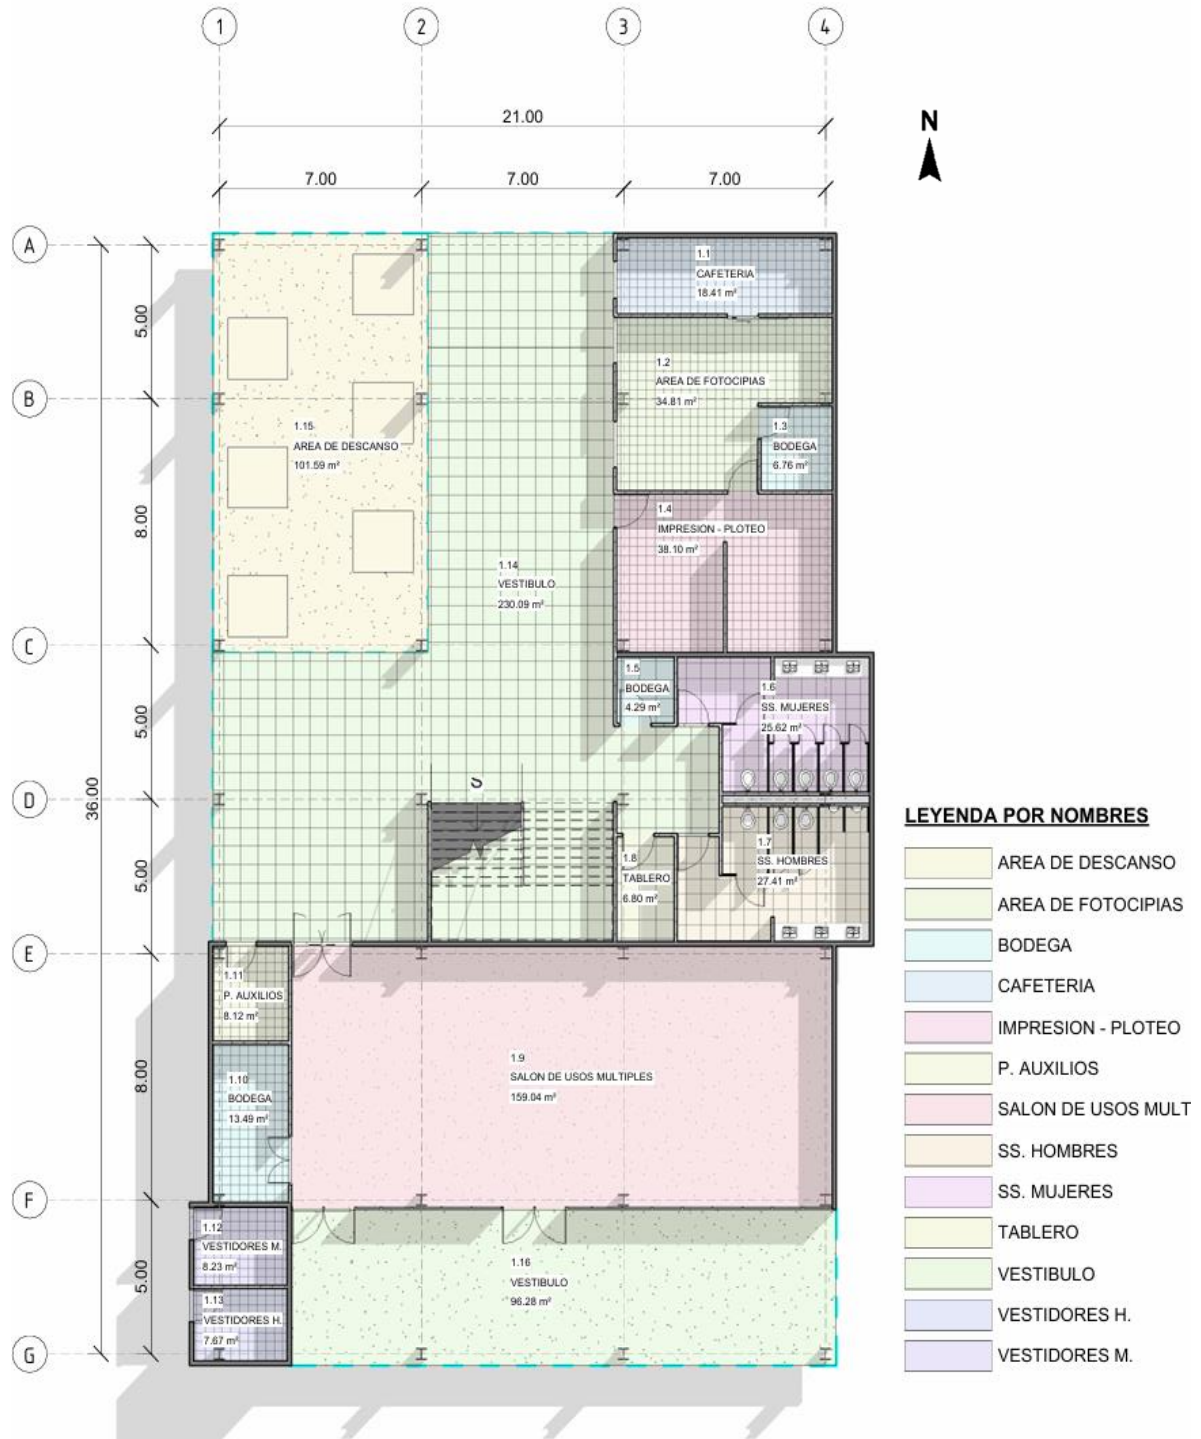 1
2
3
4
21.00
N
7.00
7.00
7.00
A
B
C
D
E
F
G
5.00
8.00
5.00
36.00
5.00
8.00
5.00
1.1
CAFETERIA
18.41 m²
1.2
AREA DE FOTOCIPIAS
34.81 m²
1.3
BODEGA
6.76 m²
1.15
AREA DE DESCANSO
101.59 m²
1.4
IMPRESION - PLOTEO
38.10 m²
1.14
VESTIBULO
230.09 m²
1.5
BODEGA
4.29 m²
1.6
SS. MUJERES
25.62 m²
S
1.7
SS. HOMBRES
27.41 m²
1.8
TABLERO
6.80 m²
1.11
P. AUXILIOS
8.12 m²
1.10
BODEGA
13.49 m²
1.9
SALON DE USOS MULTIPLES
159.04 m²
1.12
VESTIDORES M.
8.23 m²
1.16
VESTIBULO
96.28 m²
1.13
VESTIDORES H.
7.67 m²
LEYENDA POR NOMBRES
AREA DE DESCANSO
AREA DE FOTOCIPIAS
BODEGA
CAFETERIA
IMPRESION - PLOTEO
P. AUXILIOS
SALON DE USOS MULT
SS. HOMBRES
SS. MUJERES
TABLERO
VESTIBULO
VESTIDORES H.
VESTIDORES M.